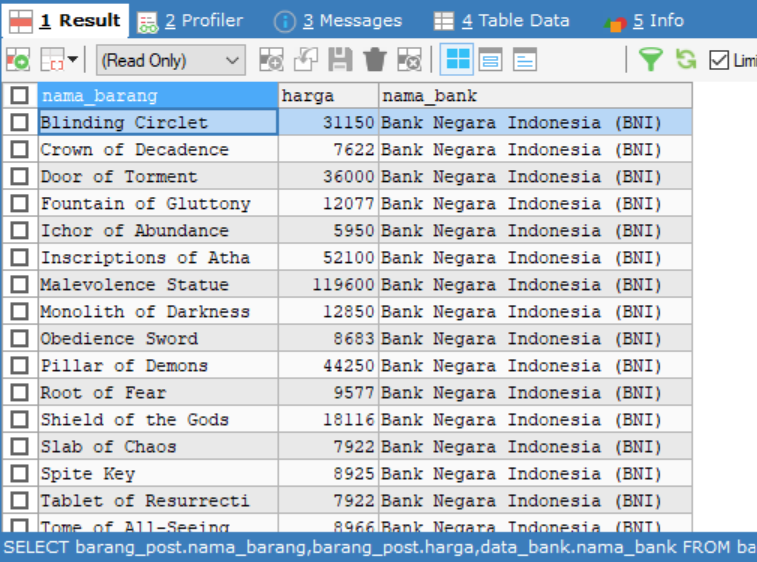 1 Result 2 Profiler 3 Messages 4 Table Data 5 Info
(Read Only) Limi
nama_barang harga nama_bank
Blinding Circlet 31150 Bank Negara Indonesia (BNI)
Crown of Decadence 7622 Bank Negara Indonesia (BNI)
Door of Torment 36000 Bank Negara Indonesia (BNI)
Fountain of Gluttony 12077 Bank Negara Indonesia (BNI)
Ichor of Abundance 5950 Bank Negara Indonesia (BNI)
Inscriptions of Atha 52100 Bank Negara Indonesia (BNI)
Malevolence Statue 119600 Bank Negara Indonesia (BNI)
Monolith of Darkness 12850 Bank Negara Indonesia (BNI)
Obedience Sword 8683 Bank Negara Indonesia (BNI)
Pillar of Demons 44250 Bank Negara Indonesia (BNI)
Root of Fear 9577 Bank Negara Indonesia (BNI)
Shield of the Gods 18116 Bank Negara Indonesia (BNI)
Slab of Chaos 7922 Bank Negara Indonesia (BNI)
Spite Key 8925 Bank Negara Indonesia (BNI)
Tablet of Resurrecti 7922 Bank Negara Indonesia (BNI)
Tome of All-Seeing 8966 Bank Negara Indonesia (BNI)
SELECT barang_post.nama_barang,barang_post.harga,data_bank.nama_bank FROM ba